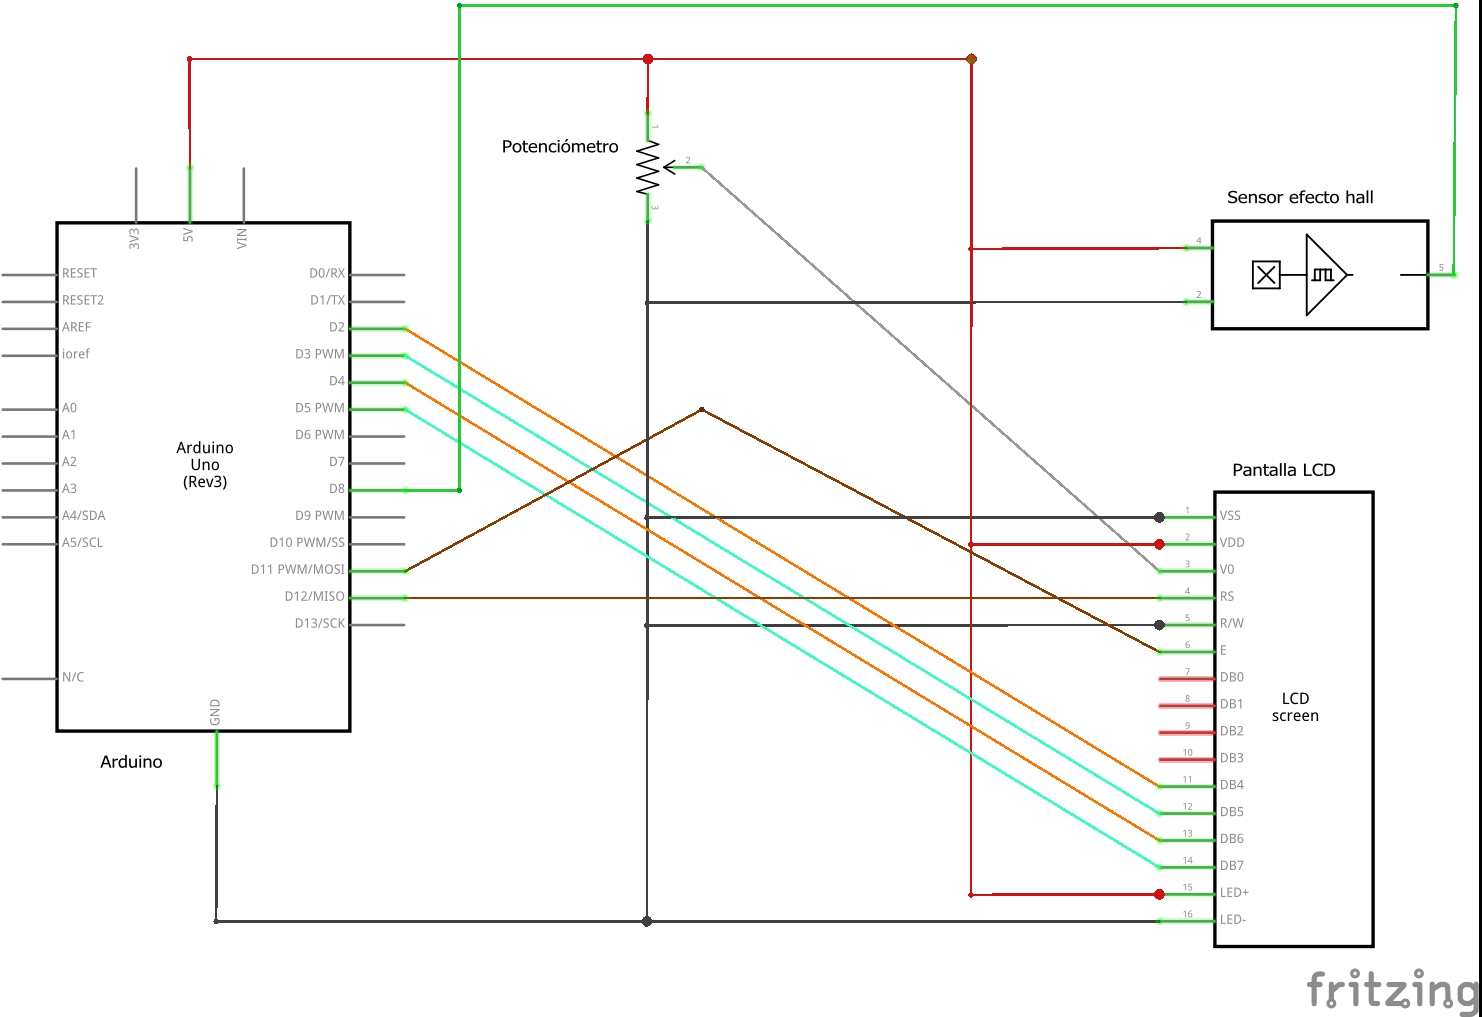 Potenciómetro
1
2
3
Sensor efecto hall
4
2
5
3V3
5V
VIN
RESET
RESET2
AREF
ioref
A0
A1
A2
A3
A4/SDA
A5/SCL
N/C
D0/RX
D1/TX
D2
D3 PWM
D4
D5 PWM
D6 PWM
D7
D8
D9 PWM
D10 PWM/SS
D11 PWM/MOSI
D12/MISO
D13/SCK
Arduino
Uno
(Rev3)
GND
Arduino
Pantalla LCD
1 VSS
2 VDD
3 V0
4 RS
5 R/W
6 E
7 DB0
8 DB1
9 DB2
10 DB3
11 DB4
12 DB5
13 DB6
14 DB7
15 LED+
16 LED-
LCD
screen
fritzing